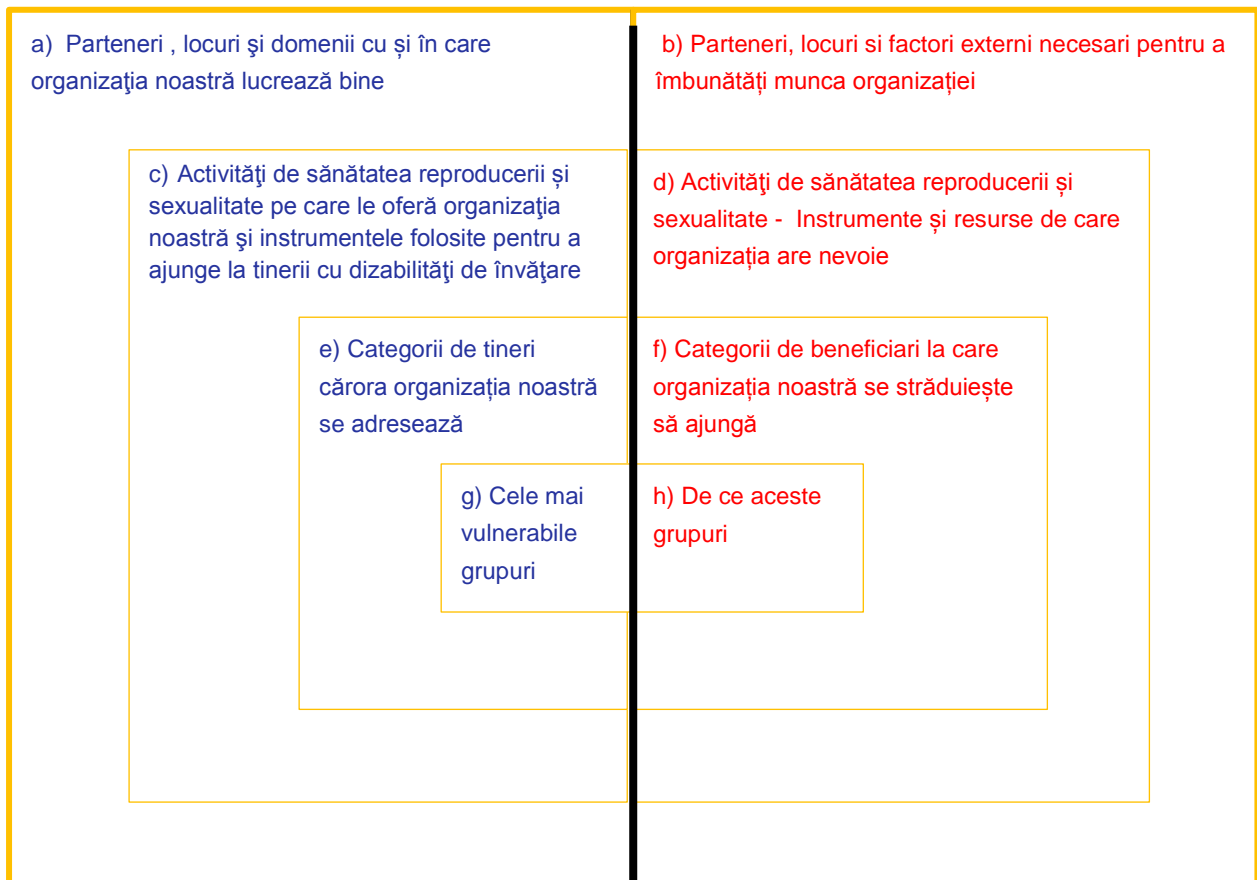 a)  Parteneri , locuri şi domenii cu și în care
organizaţia noastră lucrează bine
b) Parteneri, locuri si factori externi necesari pentru a
îmbunătăți munca organizației
c) Activităţi de sănătatea reproducerii și
sexualitate pe care le oferă organizaţia
noastră şi instrumentele folosite pentru a
ajunge la tinerii cu dizabilităţi de învăţare
d) Activităţi de sănătatea reproducerii și
sexualitate -  Instrumente și resurse de care
organizația are nevoie
e) Categorii de tineri
cărora organizația noastră
se adresează
f) Categorii de beneficiari la care
organizația noastră se străduiește
să ajungă
g) Cele mai
vulnerabile
grupuri
h) De ce aceste
grupuri